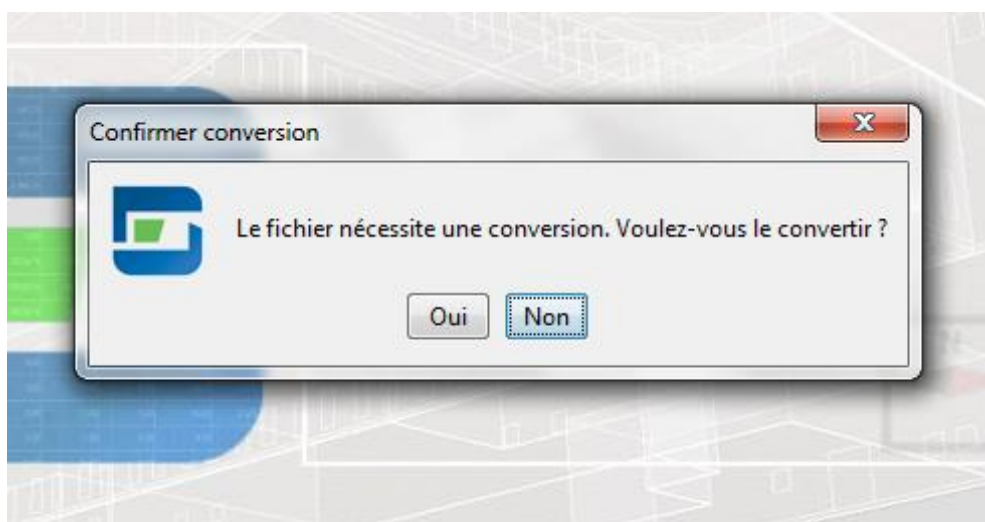 Confirmer conversion
Le fichier nécessite une conversion. Voulez-vous le convertir ?
Oui
Non